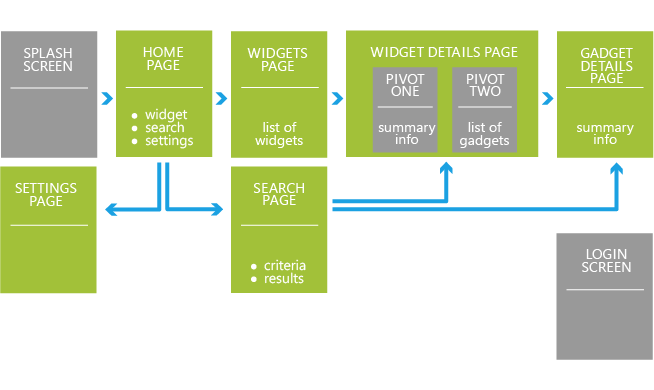 SPLASH
SCREEN
HOME
PAGE
• widget
• search
• settings
WIDGETS
PAGE
list of
widgets
WIDGET DETAILS PAGE
PIVOT
ONE
summary
info
PIVOT
TWO
list of
gadgets
GADGET
DETAILS
PAGE
summary
info
SETTINGS
PAGE
SEARCH
PAGE
• criteria
• results
LOGIN
SCREEN